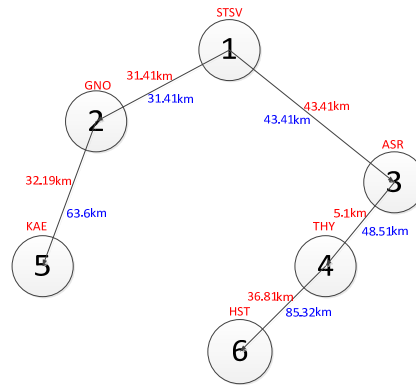 STSV
1
31.41km
31.41km
GNO
2
43.41km
43.41km
ASR
3
32.19km
63.6km
5.1km
48.51km
KAE
5
THY
4
36.81km
85.32km
HST
6